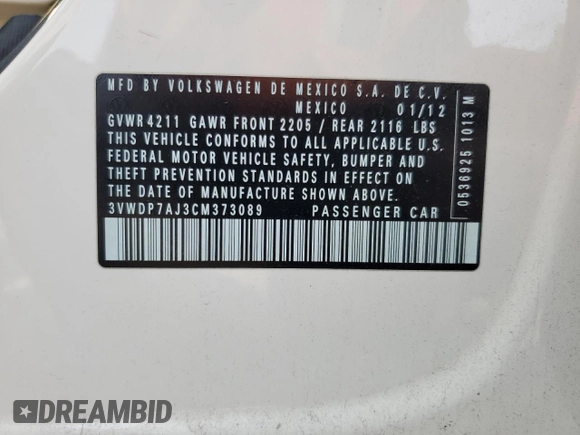 MFD BY VOLKSWAGEN DE MEXICO S.A. DE C.V.
MEXICO 01/12
GVWR 4211 GAWR FRONT 2205 / REAR 2116 LBS
THIS VEHICLE CONFORMS TO ALL APPLICABLE U.S.
FEDERAL MOTOR VEHICLE SAFETY, BUMPER AND
THEFT PREVENTION STANDARDS IN EFFECT ON
THE DATE OF MANUFACTURE SHOWN ABOVE.
3VWDP7AJ3CM373089 PASSENGER CAR
0536925 1013 M
DREAMBID